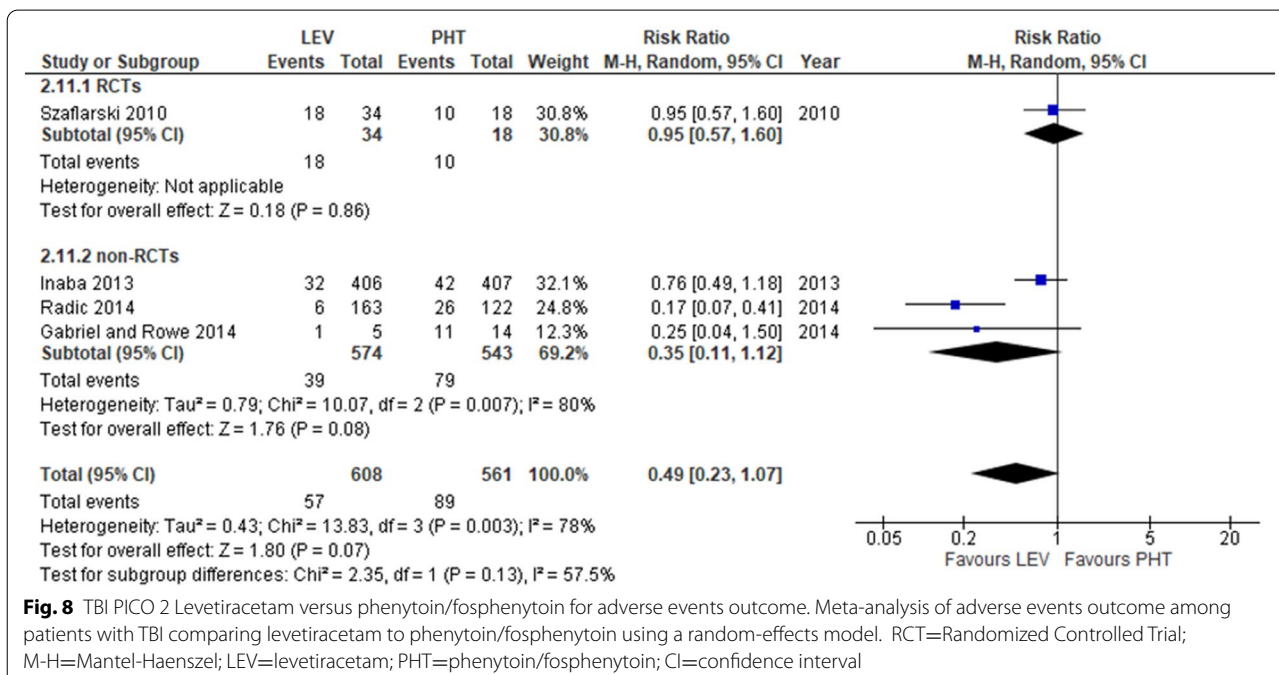 LEV PHT Risk Ratio Risk Ratio
Study or Subgroup Events Total Events Total Weight M-H, Random, 95% CI Year M-H, Random, 95% CI
2.11.1 RCTs
Szaflarski 2010 18 34 10 18 30.8% 0.95 [0.57, 1.60] 2010
Subtotal (95% CI) 34 18 30.8% 0.95 [0.57, 1.60]
Total events 18 10
Heterogeneity: Not applicable
Test for overall effect: Z = 0.18 (P = 0.86)
2.11.2 non-RCTs
Inaba 2013 32 406 42 407 32.1% 0.76 [0.49, 1.18] 2013
Radic 2014 6 163 26 122 24.8% 0.17 [0.07, 0.41] 2014
Gabriel and Rowe 2014 1 5 11 14 12.3% 0.25 [0.04, 1.50] 2014
Subtotal (95% CI) 574 543 69.2% 0.35 [0.11, 1.12]
Total events 39 79
Heterogeneity: Tau² = 0.79; Chi² = 10.07, df = 2 (P = 0.007); I² = 80%
Test for overall effect: Z = 1.76 (P = 0.08)
Total (95% CI) 608 561 100.0% 0.49 [0.23, 1.07]
Total events 57 89
Heterogeneity: Tau² = 0.43; Chi² = 13.83, df = 3 (P = 0.003); I² = 78%
Test for overall effect: Z = 1.80 (P = 0.07)
Test for subgroup differences: Chi² = 2.35, df = 1 (P = 0.13), I² = 57.5%
0.05 0.2 1 5 20
Favours LEV Favours PHT
Fig. 8 TBI PICO 2 Levetiracetam versus phenytoin/fosphenytoin for adverse events outcome. Meta-analysis of adverse events outcome among
patients with TBI comparing levetiracetam to phenytoin/fosphenytoin using a random-effects model. RCT=Randomized Controlled Trial;
M-H=Mantel-Haenszel; LEV=levetiracetam; PHT=phenytoin/fosphenytoin; CI=confidence interval